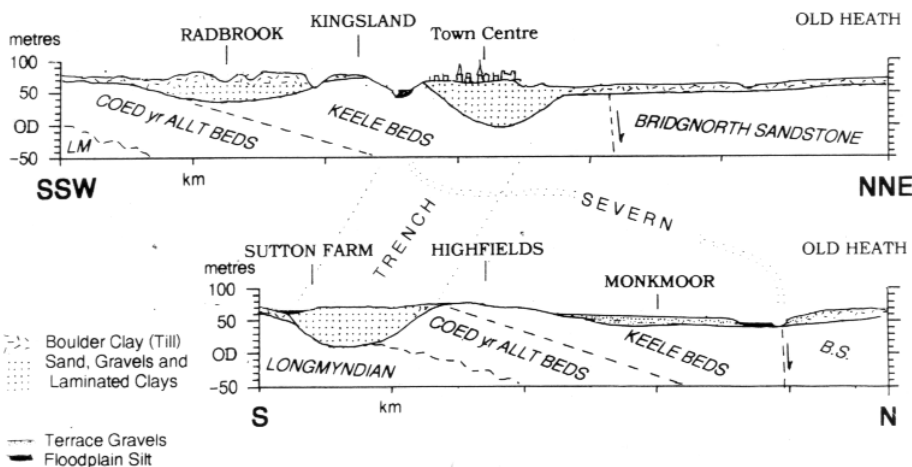 OLD HEATH
KINGSLAND
RADBROOK
Town Centre
metres
100
50
OD
-50
COED yr ALLT BEDS
KEELE BEDS
BRIDGNORTH SANDSTONE
LM
SSW
km
NNE
TRENCH
SEVERN
SUTTON FARM
HIGHFIELDS
OLD HEATH
metres
MONKMOOR
100
50
OD
-50
LONGMYNDIAN
COED yr ALLT BEDS
KEELE BEDS
B.S.
S
km
N
Boulder Clay (Till)
Sand, Gravels and
Laminated Clays
Terrace Gravels
Floodplain Silt